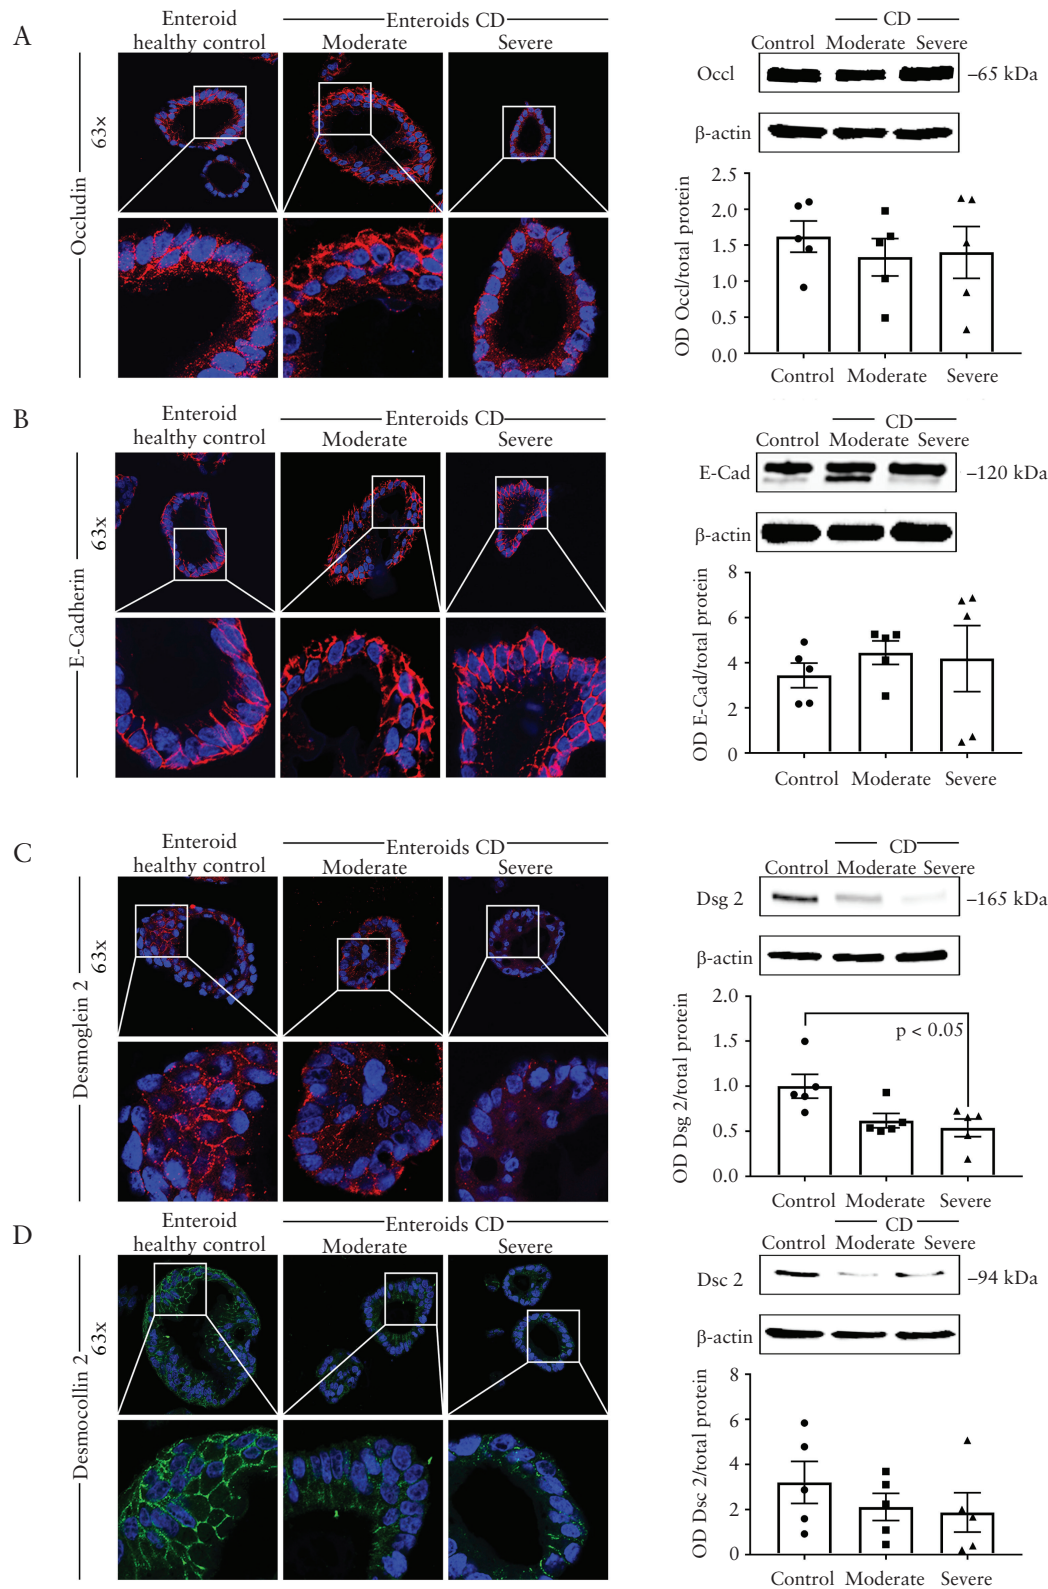 A
Enteroid
healthy control
Enteroids CD
Moderate
Severe
Occludin
63×
CD
Control Moderate Severe
Occl
–65 kDa
β-actin
OD Occl/total protein
2.5
2.0
1.5
1.0
0.5
0.0
Control Moderate Severe
B
Enteroid
healthy control
Enteroids CD
Moderate
Severe
E-Cadherin
63x
CD
Control Moderate Severe
E-Cad
–120 kDa
β-actin
OD E-Cad/total protein
8
6
4
2
0
Control Moderate Severe
C
Enteroid
healthy control
Enteroids CD
Moderate
Severe
Desmoglein 2
63x
CD
Control Moderate Severe
Dsg 2
–165 kDa
β-actin
OD Dsg 2/total protein
2.0
1.5
1.0
0.5
0.0
p < 0.05
Control Moderate Severe
D
Enteroid
healthy control
Enteroids CD
Moderate
Severe
Desmocollin 2
63x
CD
Control Moderate Severe
Dsc 2
–94 kDa
β-actin
OD Dsc 2/total protein
8
6
4
2
0
Control Moderate Severe